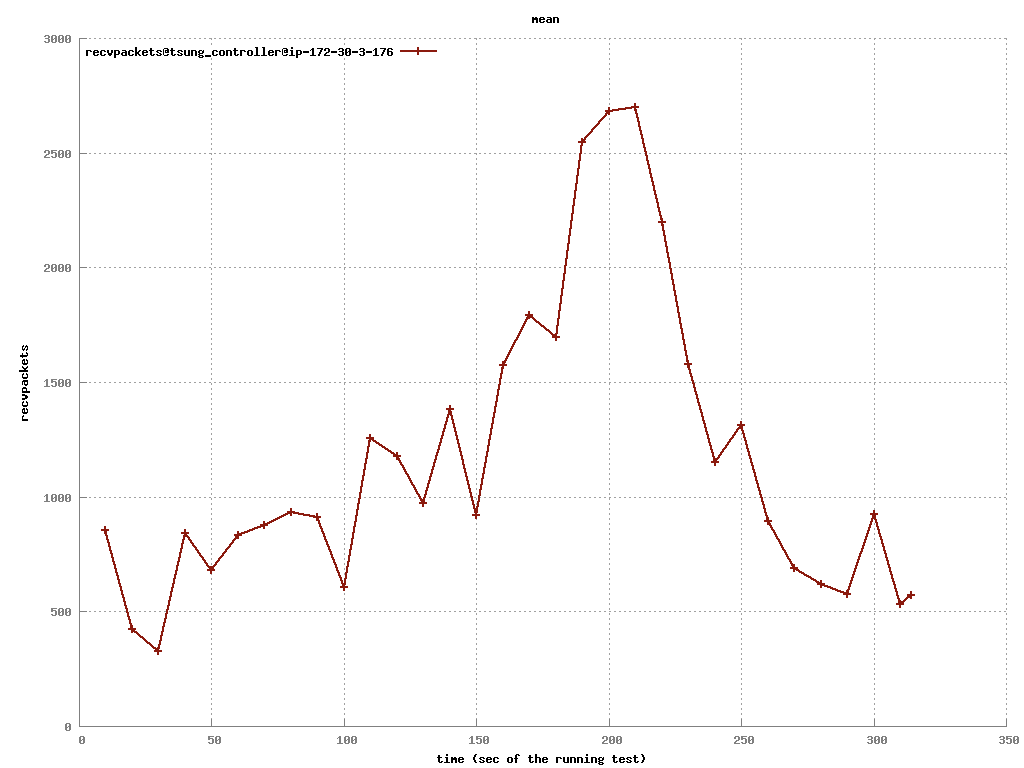 mean
3000
recvpackets@tsung_controller@ip-172-30-3-176
2500
2000
1500
1000
500
0
recvpackets
0 50 100 150 200 250 300 350
time (sec of the running test)